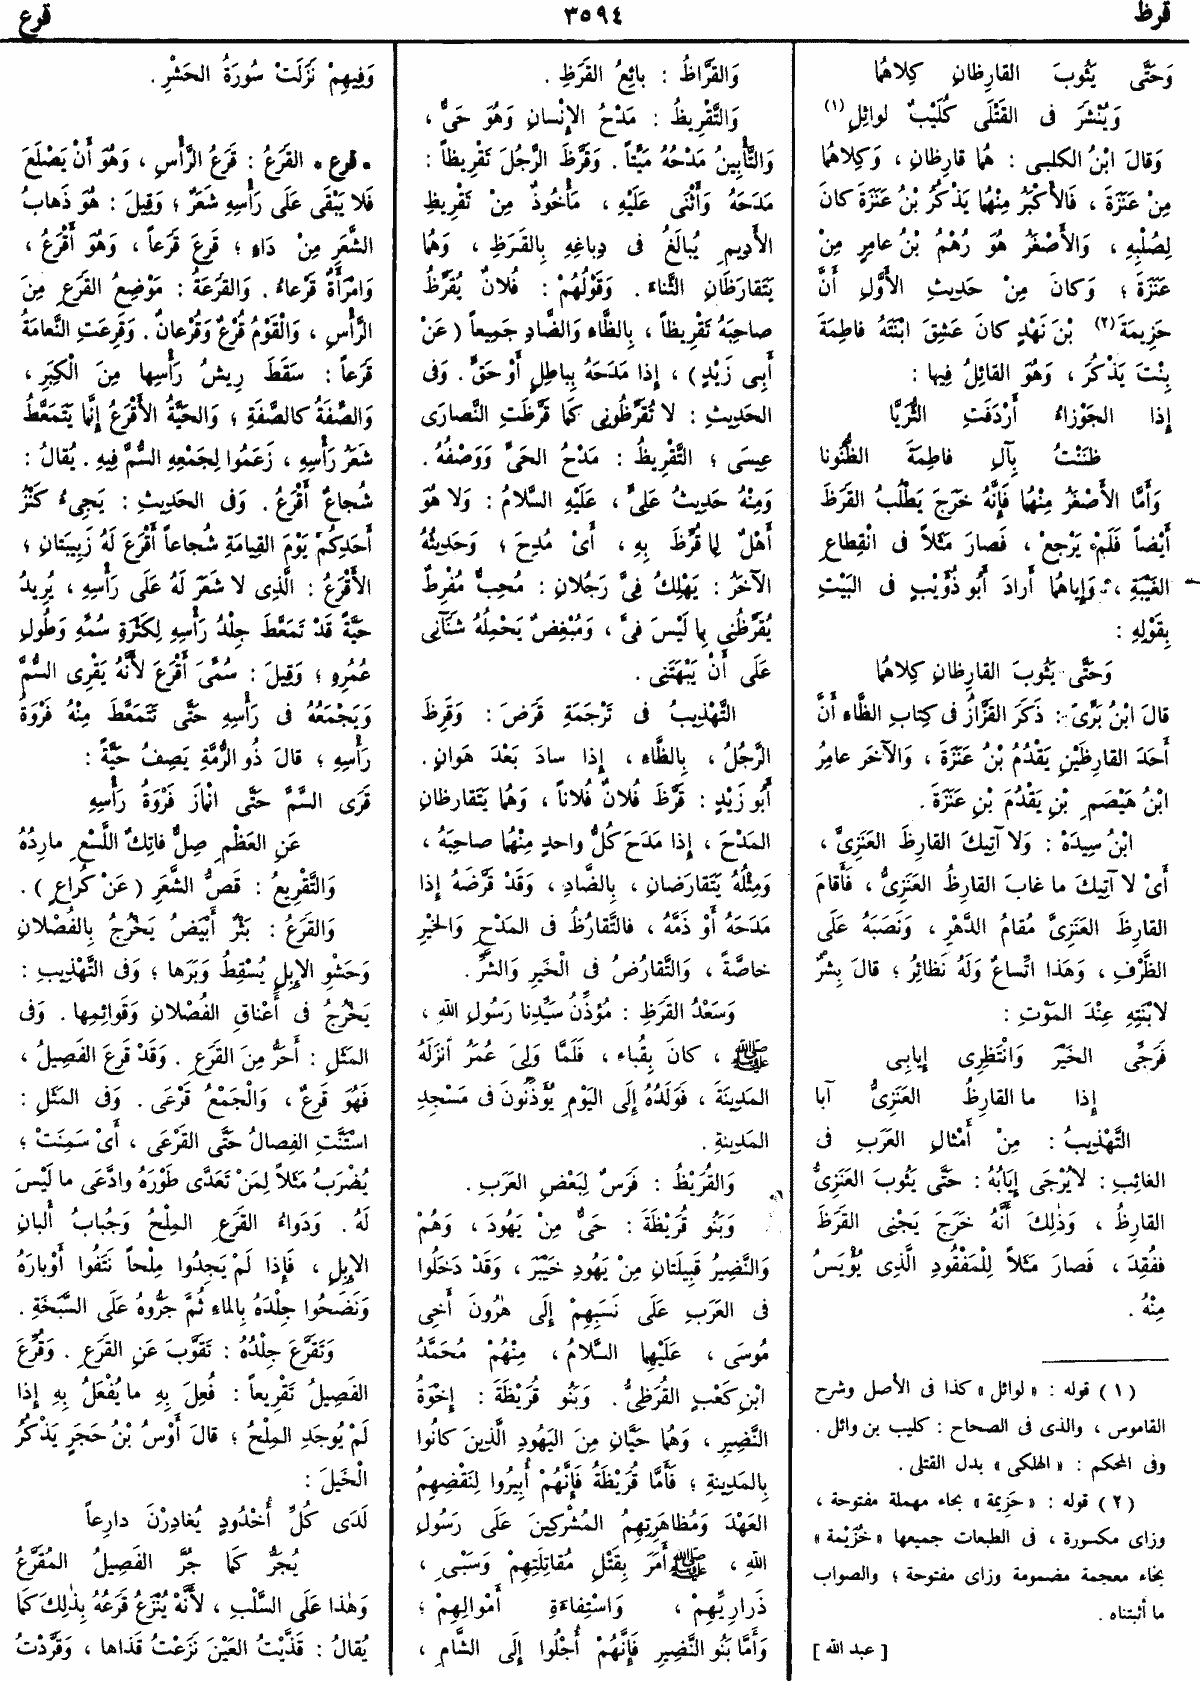 قرظ
٣٥٩٤
قرع
وَحَتَّى يَئُوبَ القارِظانِ كِلاهُما
وَيُنْشَرَ فى القَتْلَى كُلَيْبٌ لوائِلِ (١)
وَقالَ ابْنُ الكلبى : هُما قارِظانِ ، وَكِلاهُما
مِنْ عَنَزَةَ ، فَالأَكْبَرُ مِنْهُما يَذْكُرُ بْنُ عَنَزَةَ كانَ
لِصُلْبِهِ ، وَالأَصْغَرُ هُوَ رُهْمُ بْنُ عامِرٍ مِنْ
عَنَزَةَ ؛ وَكانَ مِنْ حَدِيثِ الأَوَّلِ أَنَّ
حَزِيمَةَ (٢) بْنَ نَهْدٍ كانَ عَشِقَ ابْنَتَهُ فاطِمَةَ
بِنْتَ يَذْكُرَ ، وَهُوَ القائِلُ فِيها :
إِذا الجَوْزاءُ أَرْدَفَتِ الثُّرَيَّا
ظَنَنْتُ بِآلِ فاطِمَةَ الظُّنُونا
وَأَمَّا الأَصْغَرُ مِنْهُما فَإِنَّهُ خَرَجَ يَطْلُبُ القَرَظَ
أَيْضاً فَلَمْ يَرْجِعْ ، فَصارَ مَثَلاً فى انْقِطاعِ
الغَيْبَةِ ، وَإِياهُما أَرادَ أَبُو ذُؤَيْبٍ فى البَيْتِ
بِقَوْلِهِ :
وَحَتَّى يَئُوبَ القارِظانِ كِلاهُما
قالَ ابْنُ بَرِّىّ : ذَكَرَ القَزَّازُ فى كِتابِ الظَّاءِ أَنَّ
أَحَدَ القارِظَيْنِ يَقْدُمُ بْنُ عَنَزَةَ ، وَالآخَرَ عامِرُ
ابْنُ هَيْصَمِ بْنِ يَقْدُمَ بْنِ عَنَزَةَ .
ابْنُ سِيدَهْ : وَلا آتِيكَ القارِظَ العَنَزِىَّ ،
أَىْ لا آتِيكَ ما غابَ القارِظُ العَنَزِىُّ ، فَأَقامَ
القارِظَ العَنَزِىَّ مُقامَ الدَّهْرِ ، وَنَصَبَهُ عَلَى
الظَّرْفِ ، وَهَذا اتِّساعٌ وَلَهُ نَظائِرُ ؛ قالَ بِشْرٌ
لابْنَتِهِ عِنْدَ المَوْتِ :
فَرَجِّى الخَيْرَ وَانْتَظِرِى إِيابِى
إِذا ما القارِظُ العَنَزِىُّ آبا
التَّهْذِيبُ : مِنْ أَمْثالِ العَرَبِ فى
الغائِبِ : لايُرْجَى إِيَابُهُ : حَتَّى يَئُوبَ العَنَزِىُّ
القارِظُ ، وَذٰلِكَ أَنَّهُ خَرَجَ يَجْنِى القَرَظَ
ففُقِدَ ، فَصارَ مَثَلاً لِلْمَفْقُودِ الَّذِى يُؤْيَسُ
مِنْهُ .
( ١ ) قوله : « لوائل » كذا فى الأصل وشرح
القاموس ، والذى فى الصحاح : كليب بن وائل .
وفى المحكم : « الهلكى » بدل القتلى .
( ٢ ) قوله : « حَزِيمة » بحاء مهملة مفتوحة ،
وزاى مكسورة ، فى الطبعات جميعها « خُزَيْمة »
بخاء معجمة مضمومة وزاى مفتوحة ؛ والصواب
ما أثبتناه .
[ عبد الله ]
وَالقَرَّاظُ : بائِعُ القَرَظِ .
وَالتَّقْرِيظُ : مَدْحُ الإِنْسانِ وَهُوَ حَىٌّ ،
وَالتَّأْبِينُ مَدْحُهُ مَيِّتاً . وَقَرَّظَ الرَّجُلَ تَقْرِيظاً :
مَدَحَهُ وَأَثْنَى عَلَيْهِ ، مَأْخُوذٌ مِنْ تَقْرِيظِ
الأَدِيمِ يُبالَغُ فى دِباغِهِ بِالقَرَظِ ، وَهُما
يَتَقارَظَانِ الثَّناءَ . وَقَوْلُهُمْ : فُلانٌ يُقَرِّظُ
صاحِبَهُ تَقْرِيظاً ، بِالظَّاءِ وَالضَّادِ جَمِيعاً ( عَنْ
أَبِى زَيْدٍ ) ، إِذا مَدَحَهُ بِباطِلٍ أَوْ حَقٍّ . وَفى
الحَدِيثِ : لا تُقَرِّظُونِى كَما قَرَّظَتِ النَّصارَى
عِيسَى ؛ التَّقْرِيظُ : مَدْحُ الحَىِّ وَوَصْفُهُ .
وَمِنْهُ حَدِيثُ عَلِىٍّ ، عَلَيْهِ السَّلامُ : وَلا هُوَ
أَهْلٌ لِما قُرِّظَ بِهِ ، أَىْ مُدِحَ ؛ وَحَدِيثُهُ
الآخَرُ : يَهْلِكُ فِىَّ رَجُلانِ : مُحِبٌّ مُفْرِطٌ
يُقَرِّظُنِى بِما لَيْسَ فِىَّ ، وَمُبْغِضٌ يَحْمِلُهُ شَنَآنِى
عَلَى أَنْ يَبْهَتَنِى .
التَّهْذِيبُ فى تَرْجَمَةِ قَرَضَ : وَقَرِظَ
الرَّجُلُ ، بِالظَّاءِ ، إِذا سادَ بَعْدَ هَوانٍ .
أَبُو زَيْدٍ : قَرَّظَ فُلانٌ فُلاناً ، وَهُما يَتَقارظانِ
المَدْحَ ، إِذا مَدَحَ كُلُّ واحِدٍ مِنْهُما صاحِبَهُ ،
وَمِثْلُهُ يَتَقارَضانِ ، بِالضَّادِ ، وَقَدْ قَرَّضَهُ إِذا
مَدَحَهُ أَوْ ذَمَّهُ ، فالتَّقارُظُ فى المَدْحِ وَالخَيْرِ
خاصَّةً ، وَالتَّقارُضُ فى الْخَيرِ وَالشَّرِّ .
وَسَعْدُ القَرَظِ : مُؤَذِّنُ سَيِّدِنا رَسُولِ اللهِ ،
ﷺ ، كانَ بِقُباء ، فَلَمَّا وَلِىَ عُمَرُ أنزَلَهُ
المَدِينَةَ ، فَوَلَدُهُ إِلَى اليَوْمِ يُؤَذِّنُونَ فى مَسْجِدِ
المَدِينَةِ .
وَالقُرَيْظُ : فَرَسٌ لِبَعْضِ العَرَبِ .
وَبَنُو قُرَيْظَةَ : حَىٌّ مِنْ يَهُودَ ، وَهُمْ
وَالنَّضِيرُ قَبِيلَتانِ مِنْ يَهُودِ خَيْبَرَ ، وَقَدْ دَخَلُوا
فى العَرَبِ عَلَى نَسَبِهِمْ إِلَى هٰرُونَ أَخِى
مُوسَى ، عَلَيْهِما السَّلامُ ، مِنْهُمْ مُحَمَّدُ
ابْنِ كَعْبٍ القُرَظِىُّ . وَبَنُو قُرَيْظَةَ : إِخْوَةُ
النَّضِيرِ ، وَهُما حَيَّانِ مِنَ اليَهُودِ الَّذِينَ كانُوا
بِالمَدِينَةِ ؛ فَأَمَّا قُرَيْظَةُ فَإِنَّهُمْ أُبِيرُوا لِنَقْضِهِمُ
العَهْدَ وَمُظاهَرَتِهِمُ المُشْرِكِينَ عَلَى رَسُولِ
اللهِ ، ﷺ أَمَرَ بِقَتْلِ مُقاتِلَتِهِمْ وَسَبْىِ ،
ذَرارِيِّهِمْ ، وَاسْتِفاءَةِ أَمْوالِهِمْ ؛
وَأَمَّا بَنُو النَّضِيرِ فَإِنَّهُمْ أُجْلُوا إِلَى الشَّامِ ،
وَفِيهِمْ نَزَلَتْ سُورَةُ الحَشْرِ .
• قرع • القَرَعُ : قَرَعُ الرَّأْسِ ، وَهُوَ أَنْ يَصْلَعَ
فَلا يَبْقَى عَلَى رَأْسِهِ شَعَرٌ ؛ وَقِيلَ : هُوَ ذَهابُ
الشَّعَرِ مِنْ داءٍ ؛ قَرِعَ قَرَعاً ، وَهُوَ أَقْرَعُ ،
وَامْرَأَةٌ قَرْعاءُ . وَالقَرَعَةُ : مَوْضِعُ القَرَعِ مِنَ
الرَّأْسِ ، وَالْقَوْمُ قُرْعٌ وَقُرْعانٌ . وَقَرِعَتِ النَّعامَةُ
قَرَعاً : سَقَطَ رِيشُ رَأْسِها مِنَ الْكِبَرِ ،
وَالصِّفَةُ كالصِّفَةِ ؛ وَالحَيَّةُ الأَقْرَعُ إِنَّما يَتَمَعَّطُ
شَعَرُ رَأْسِهِ ، زَعَمُوا لِجَمْعِهِ السُّمَّ فِيهِ . يُقالُ :
شُجاعٌ أَقْرَعُ . وَفى الحَدِيثِ : يَجِىءُ كَنْزُ
أَحَدِكُمْ يَوْمَ القِيامَةِ شُجاعاً أَقْرَعَ لَهُ زَبِيبَتانِ ؛
الأَقْرَعُ : الَّذِى لا شَعَرَ لَهُ عَلَى رَأْسِهِ ، يُرِيدُ
حَيَّةً قَدْ تَمَعَّطَ جِلْدُ رَأْسِهِ لِكَثْرَةِ سُمِّهِ وَطُولِ
عُمُرِهِ ؛ وَقِيلَ : سُمِّىَ أَقْرَعَ لأَنَّهُ يَقْرِى السُّمَّ
وَيَجْمَعُهُ فى رَأْسِهِ حَتَّى تَتَمَعَّطَ مِنْهُ فَرْوَةُ
رَأْسِهِ ؛ قالَ ذُو الرُّمَّةِ يَصِفُ حَيَّةً :
قَرَى السَّمَّ حَتَّى انْمازَ فَرْوَةُ رَأْسِهِ
عَنِ العَظْمِ صِلٌّ فاتِكُ اللَّسْعِ مارِدُهْ
وَالتَّقْرِيعُ : قَصُّ الشَّعَرِ ( عَنْ كُراعٍ ) .
وَالقَرَعُ : بَثْرٌ أَبْيَضُ يَخْرُجُ بِالفُصْلانِ
وَحَشْوِ الإِبِلِ يُسْقِطُ وَبَرَها ؛ وَفى التَّهْذِيبِ :
يَخْرُجُ فى أَعْناقِ الفُصْلانِ وَقَوائِمِها . وَفى
المَثَلِ : أَحَرُّ مِنَ القَرَعِ . وَقَدْ قَرِعَ الفَصِيلُ ،
فَهُوَ قَرِعٌ ، وَالْجَمْعُ قَرْعَى . وَفى المَثَلِ :
اسْتَنَّتِ الفِصالُ حَتَّى القَرْعَى ، أَىْ سَمِنَتْ ؛
يُضْرَبُ مَثَلاً لِمَنْ تَعَدَّى طَوْرَهُ وادَّعَى ما لَيْسَ
لَهُ . وَدَواءُ القَرَعِ المِلْحُ وَجُبابُ أَلْبانِ
الإِبِلِ ، فَإِذا لَمْ يَجِدُوا مِلْحاً نَتَفُوا أَوْبارَهُ
وَنَضَحُوا جِلْدَهُ بِالماءِ ثُمَّ جَرُّوهُ عَلَى السَّبَخَةِ .
وَتَقَرَّعَ جِلْدُهُ : تَقَوَّبَ عَنِ القَرَعِ . وَقُرِّعَ
الفَصِيلُ تَقْرِيعاً : فُعِلَ بِهِ ما يُفْعَلُ بِهِ إِذا
لَمْ يُوجَدِ المِلْحُ ؛ قالَ أَوْسُ بْنُ حَجَرٍ يَذْكُرُ
الْخَيلَ :
لَدَى كُلِّ أُخْدُودٍ يُغادِرْنَ دارِعاً
يُجَرُّ كَما جُرَّ الفَصِيلُ المُقَرَّعُ
وَهٰذا عَلَى السَّلْبِ ، لأَنَّهُ يُنْزَعُ قَرَعُهُ بِذٰلِكَ كَما
يُقالُ : قَذَّيْتُ العَيْنَ نَزَعْتُ قَذاها ، وَقَرَّدْتُ